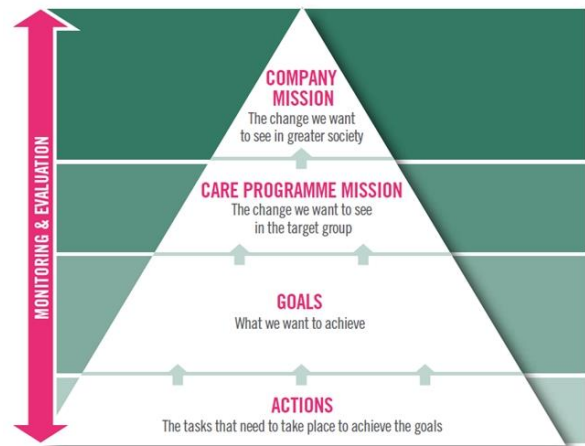 MONITORING & EVALUATION
COMPANY
MISSION
The change we want
to see in greater society
CARE PROGRAMME MISSION
The change we want to see
in the target group
GOALS
What we want to achieve
ACTIONS
The tasks that need to take place to achieve the goals